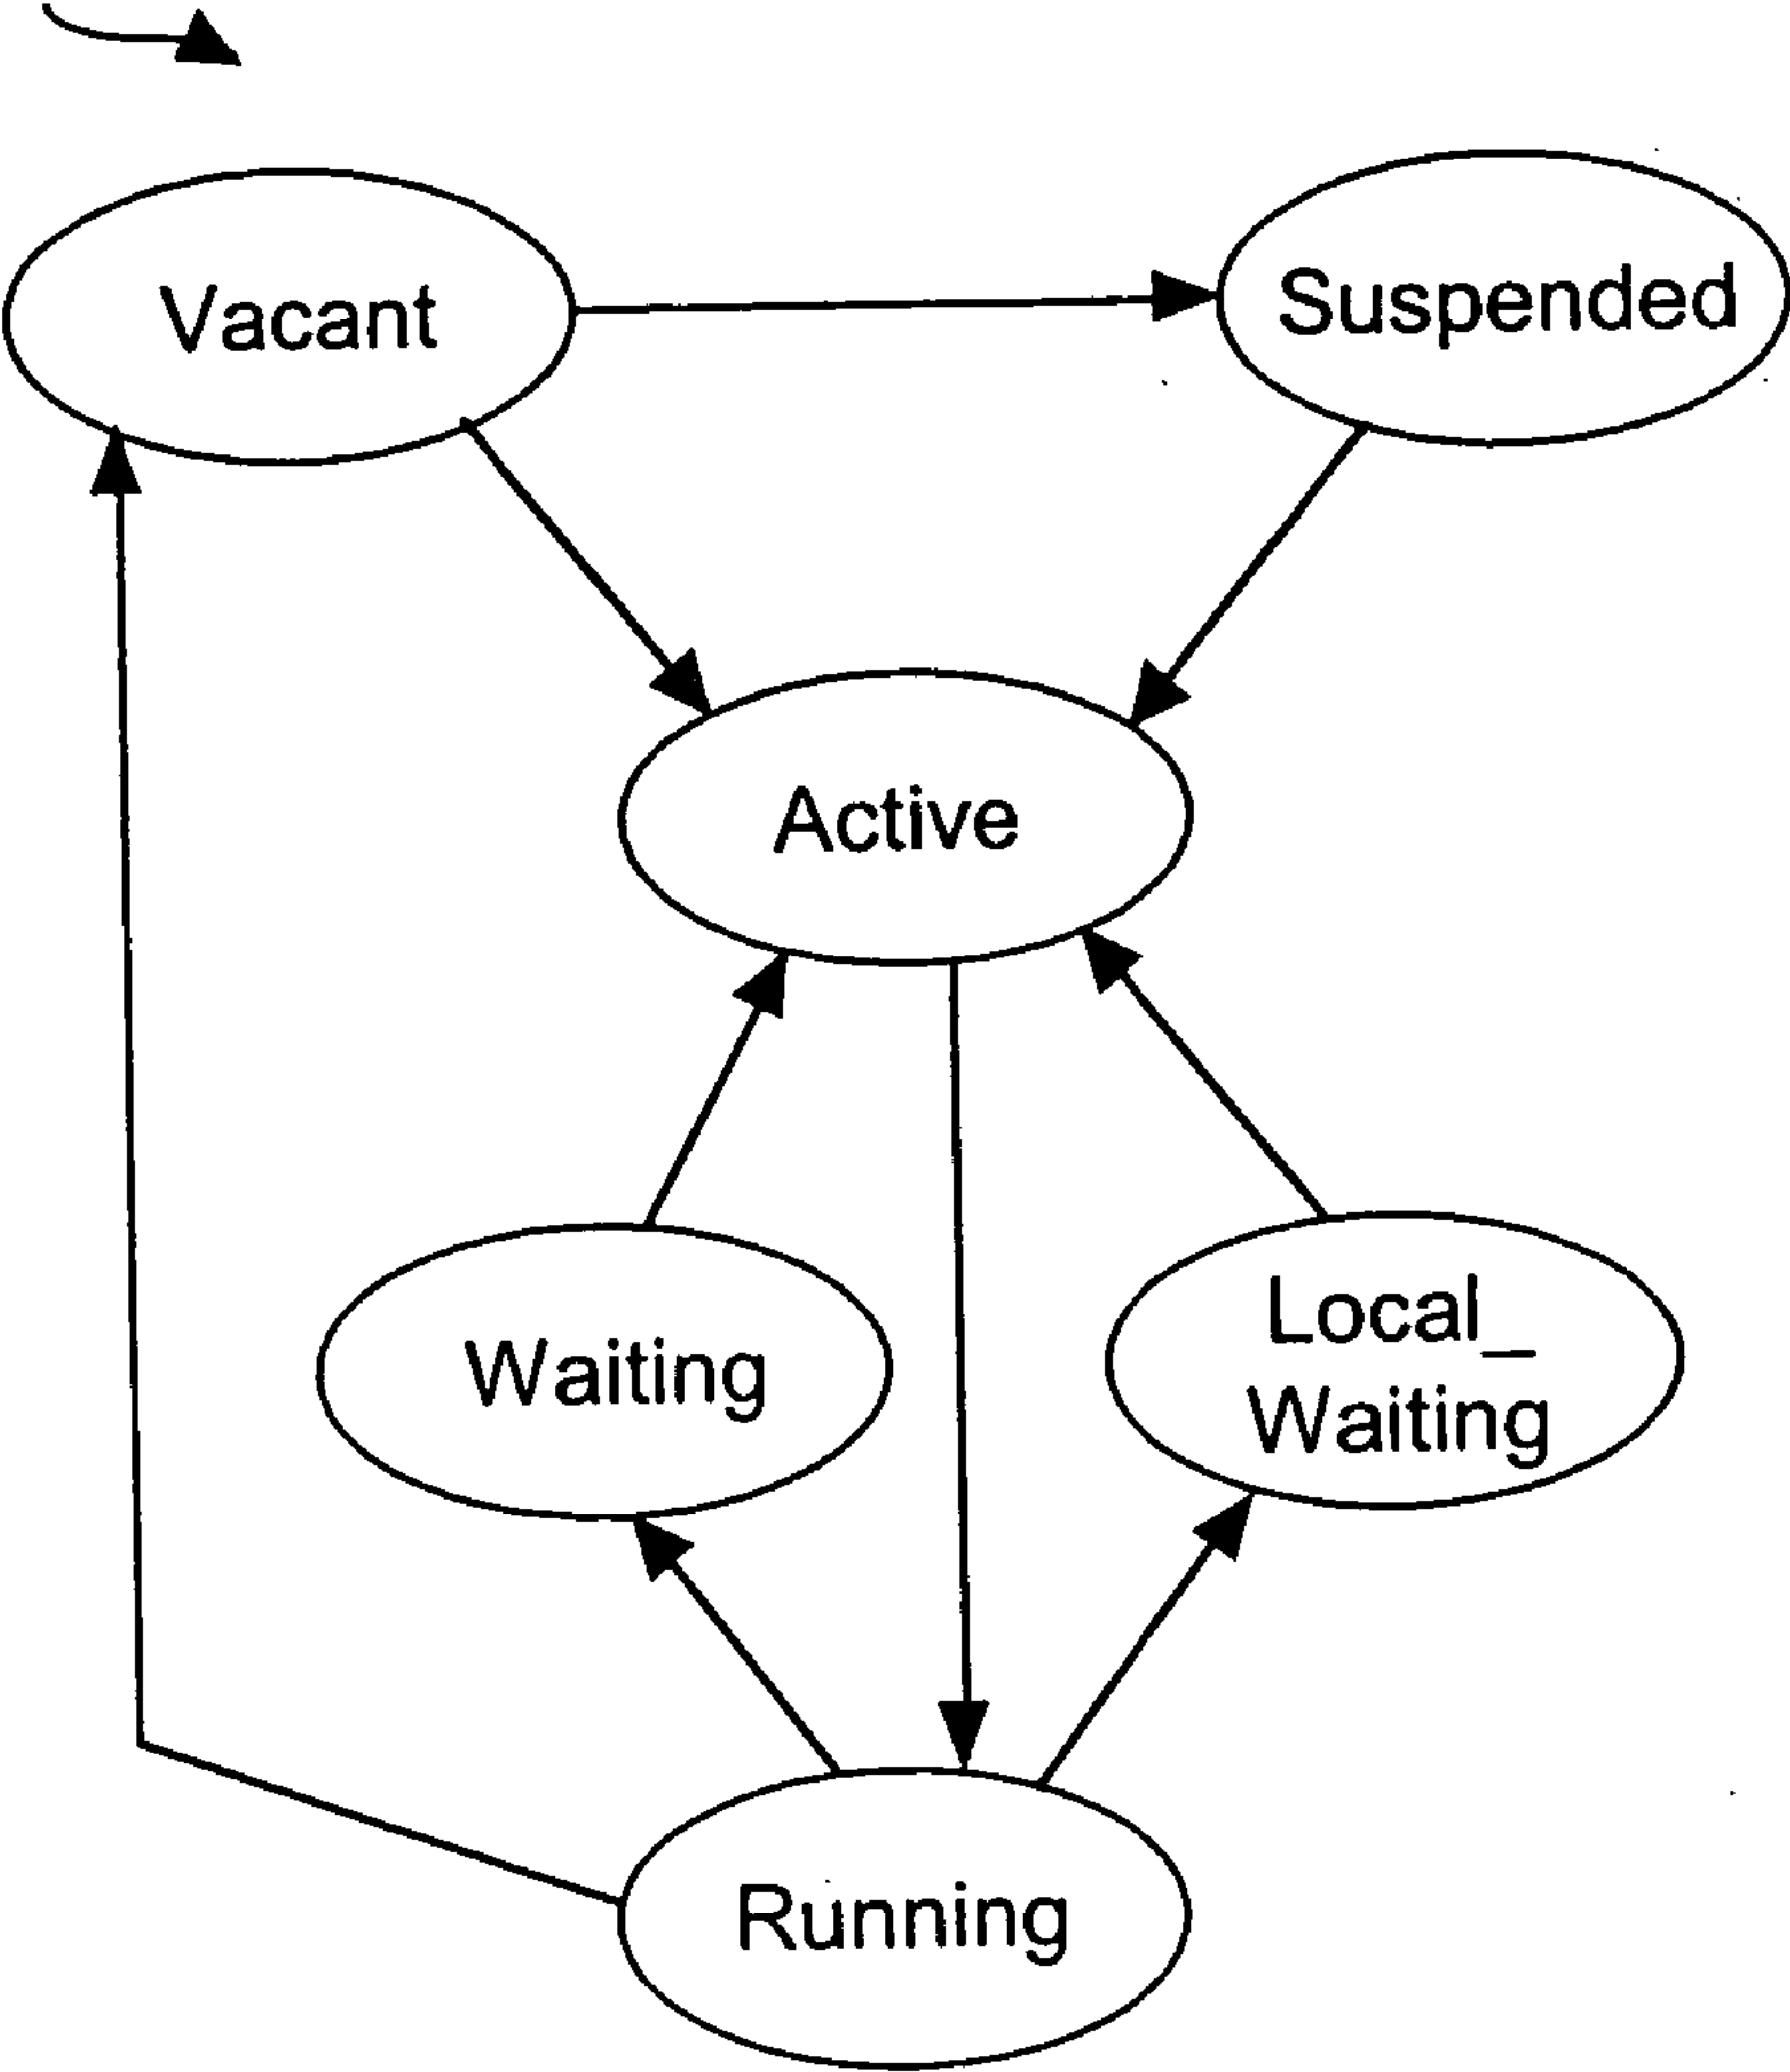 Vacant
Suspended
Active
Waiting
Local_
Waiting
Running